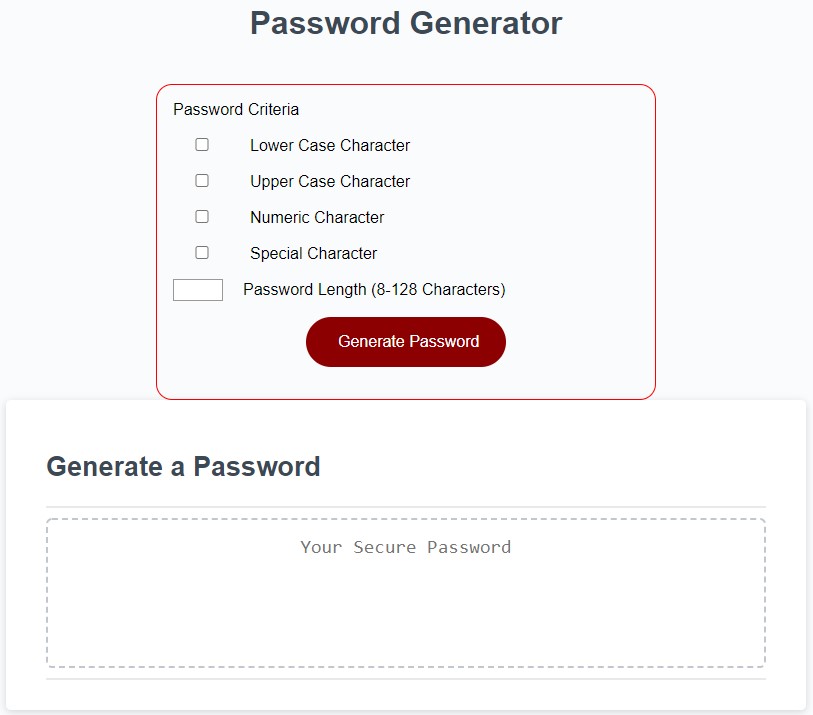 Password Generator
Password Criteria
Lower Case Character
Upper Case Character
Numeric Character
Special Character
Password Length (8-128 Characters)
Generate Password
Generate a Password
Your Secure Password